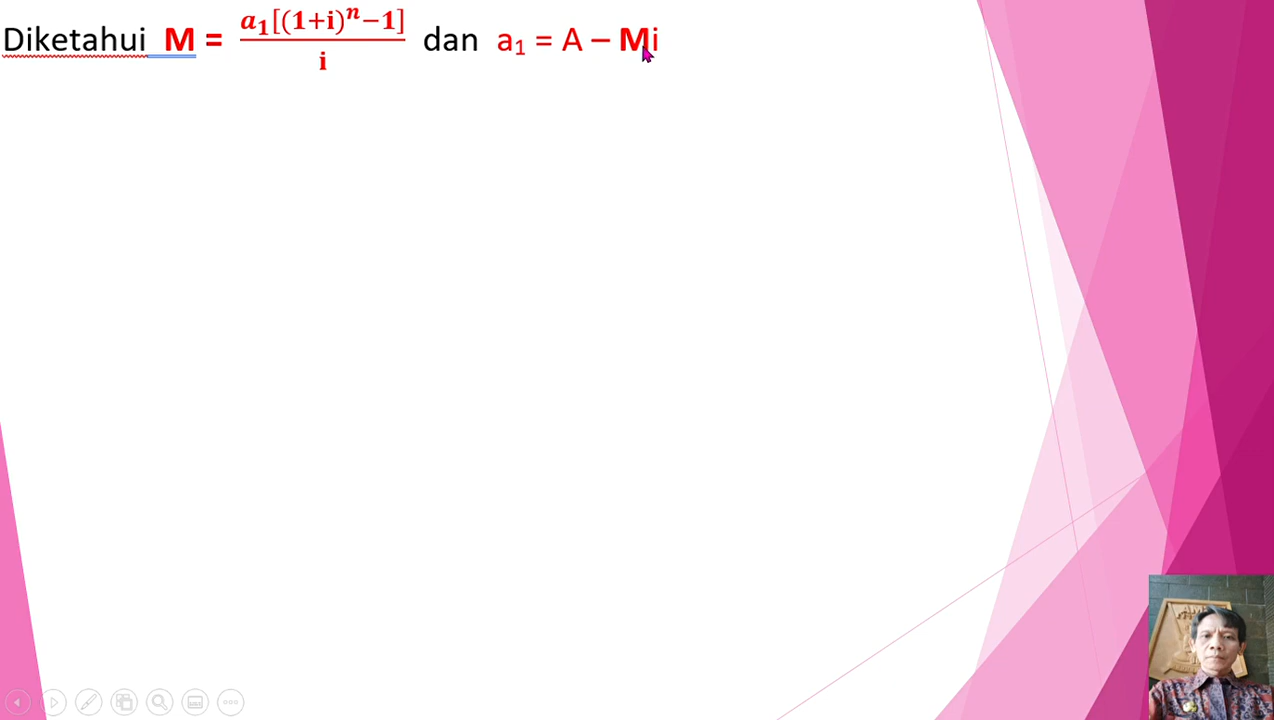 Diketahui M = a₁[(1+i)ⁿ−1] / i dan a₁ = A – Mi